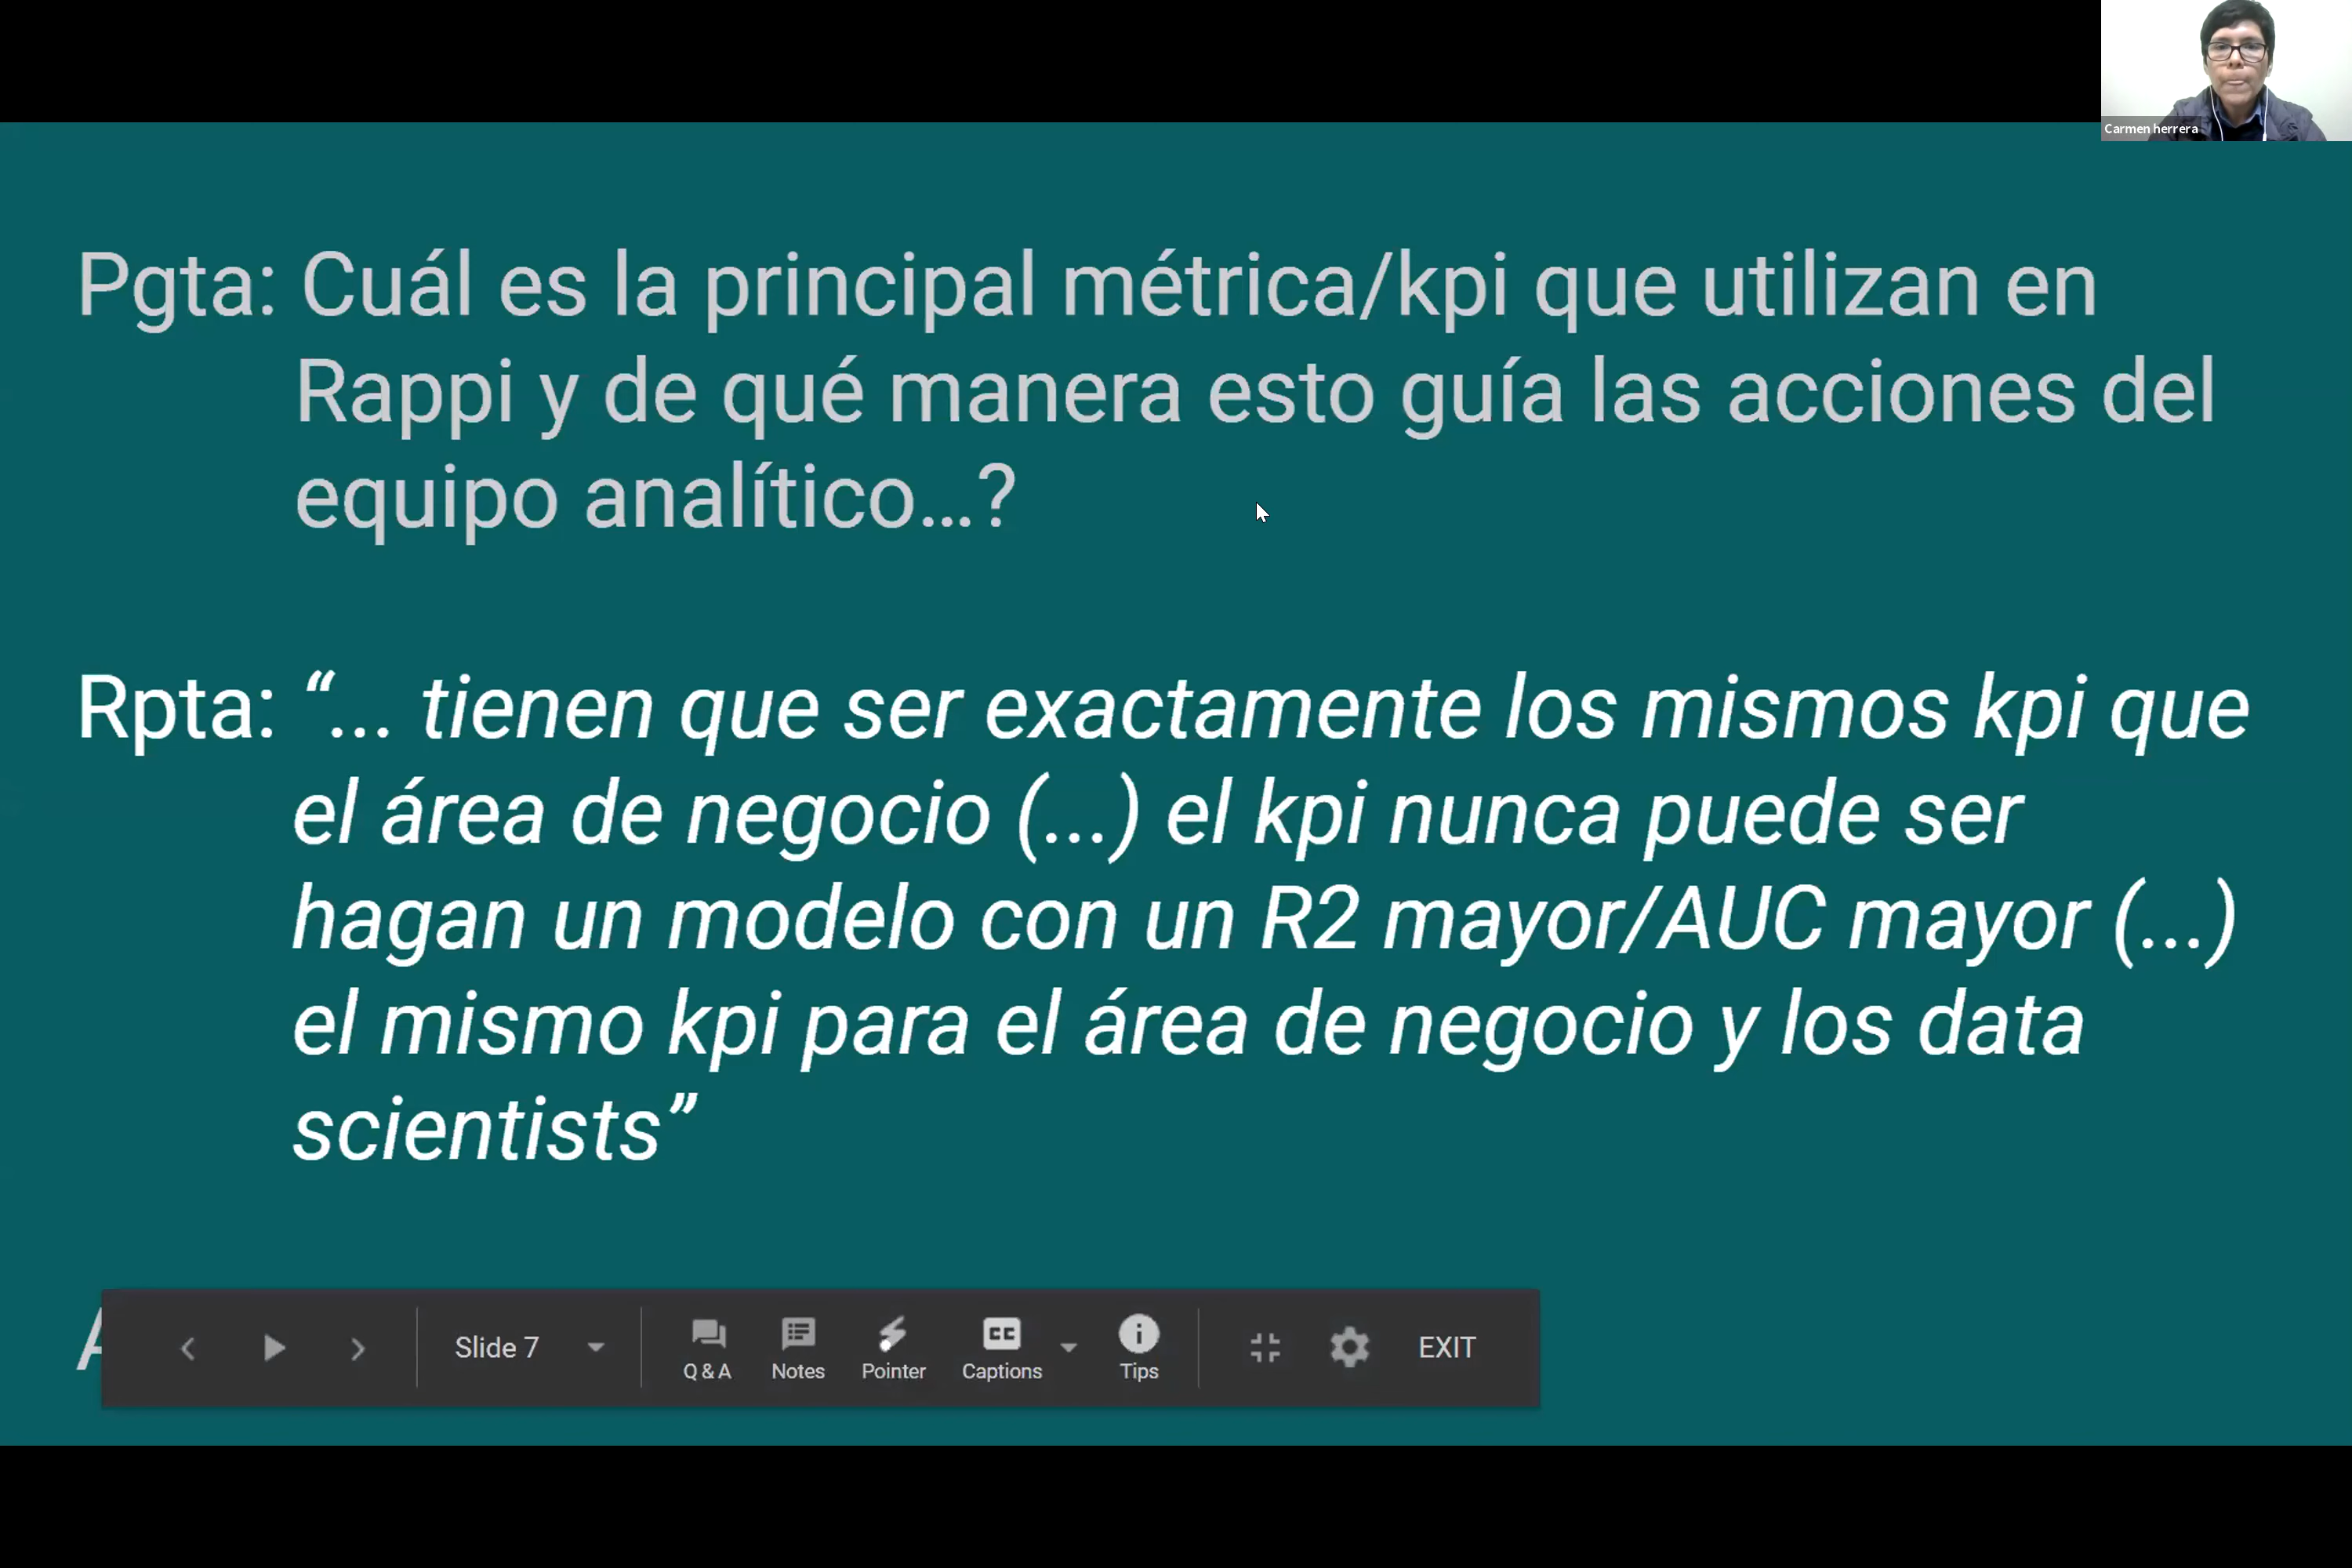 Carmen herrera
Pgta: Cuál es la principal métrica/kpi que utilizan en
Rappi y de qué manera esto guía las acciones del
equipo analítico...?
Rpta: “... tienen que ser exactamente los mismos kpi que
el área de negocio (...) el kpi nunca puede ser
hagan un modelo con un R2 mayor/AUC mayor (...)
el mismo kpi para el área de negocio y los data
scientists”
Slide 7
Q & A
Notes
Pointer
CC
Captions
Tips
EXIT